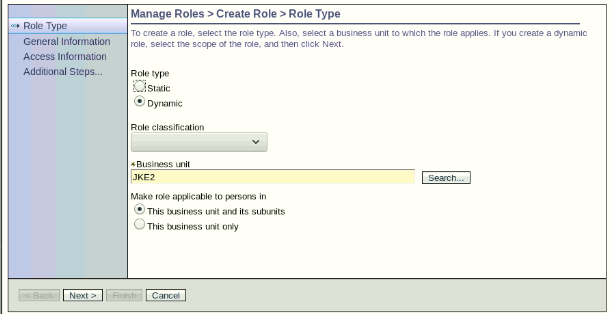 Manage Roles > Create Role > Role Type
Role Type
General Information
Access Information
Additional Steps...
To create a role, select the role type. Also, select a business unit to which the role applies. If you create a dynamic
role, select the scope of the role, and then click Next.
Role type
Static
Dynamic
Role classification
*Business unit
JKE2
Search...
Make role applicable to persons in
This business unit and its subunits
This business unit only
< Back
Next >
Finish
Cancel